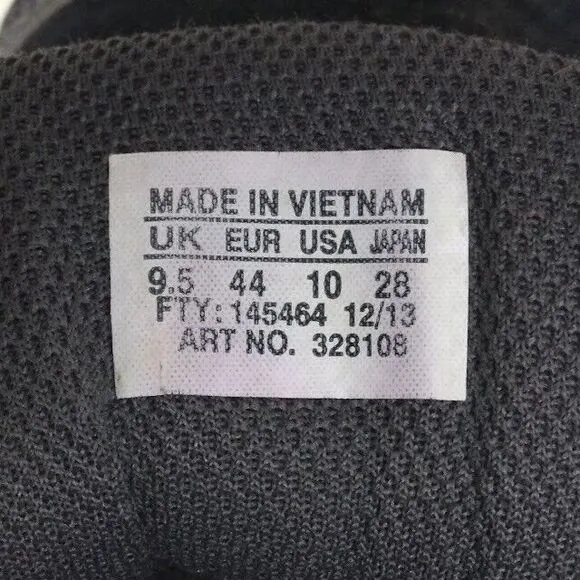 MADE IN VIETNAM
UK EUR USA JAPAN
9.5 44 10 28
FTY: 145464 12/13
ART NO. 328108